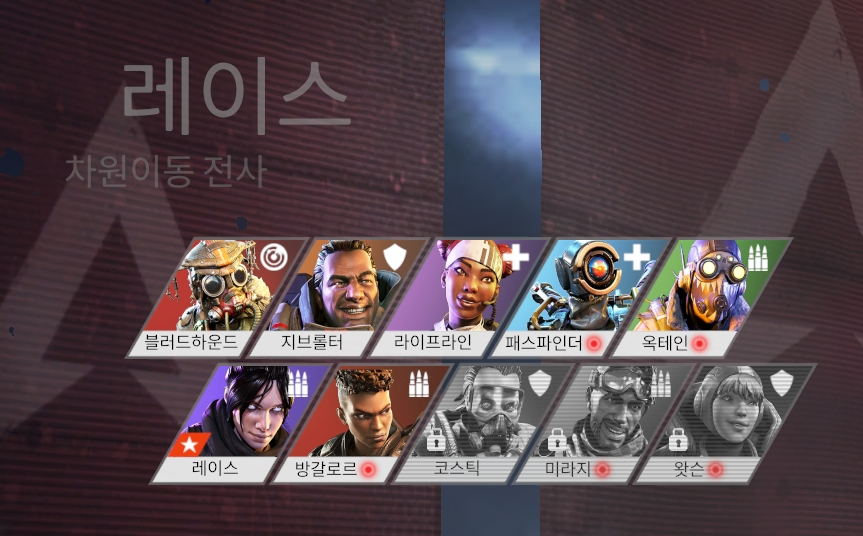 레이스
차원이동 전사
블러드하운드
지브롤터
라이프라인
패스파인더
옥테인
레이스
방갈로르
코스틱
미라지
왓슨